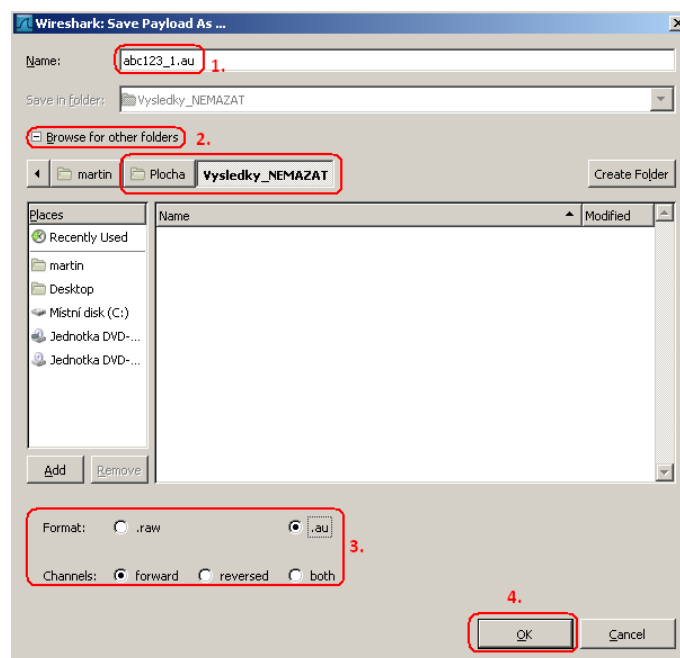 Wireshark: Save Payload As ...
Name: abc123_1.au 1.
Save in folder: Vysledky_NEMAZAT
Browse for other folders 2.
martin Plocha Vysledky_NEMAZAT Create Folder
Places Name Modified
Recently Used
martin
Desktop
Místní disk (C:)
Jednotka DVD-...
Jednotka DVD-...
Add Remove
Format: .raw .au
3.
Channels: forward reversed both
4.
OK Cancel